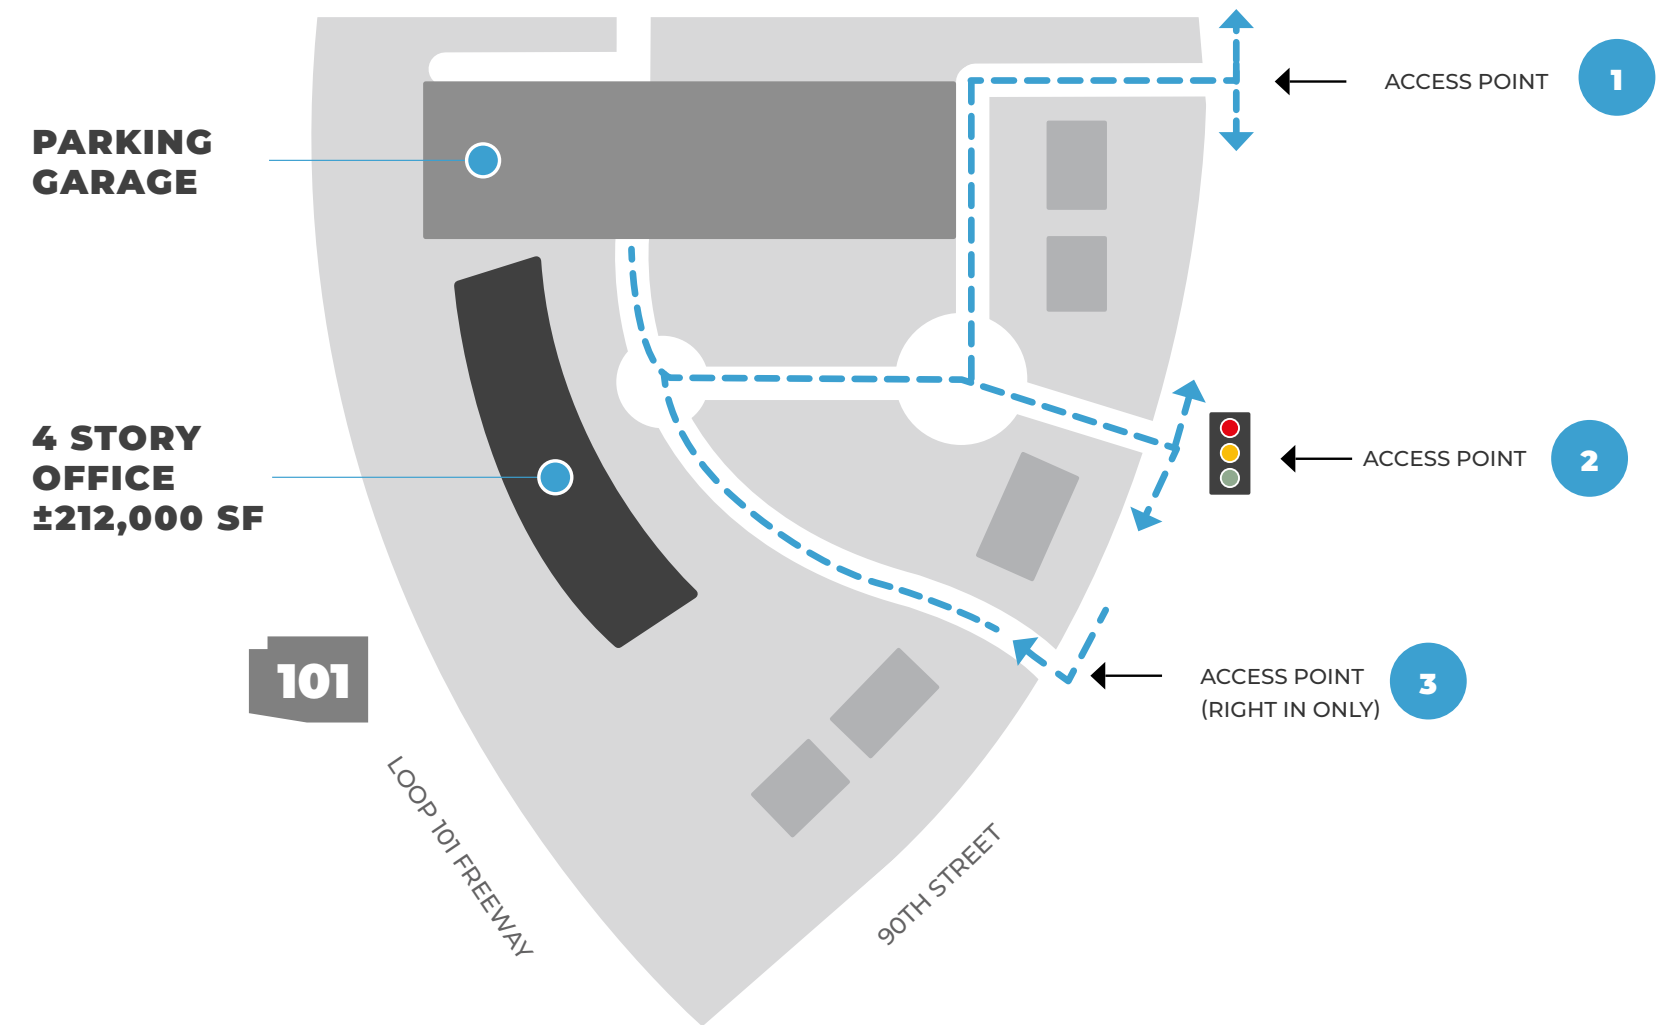 ACCESS POINT
1
PARKING
GARAGE
4 STORY
OFFICE
±212,000 SF
ACCESS POINT
2
101
ACCESS POINT
(RIGHT IN ONLY)
3
LOOP 101 FREEWAY
90TH STREET